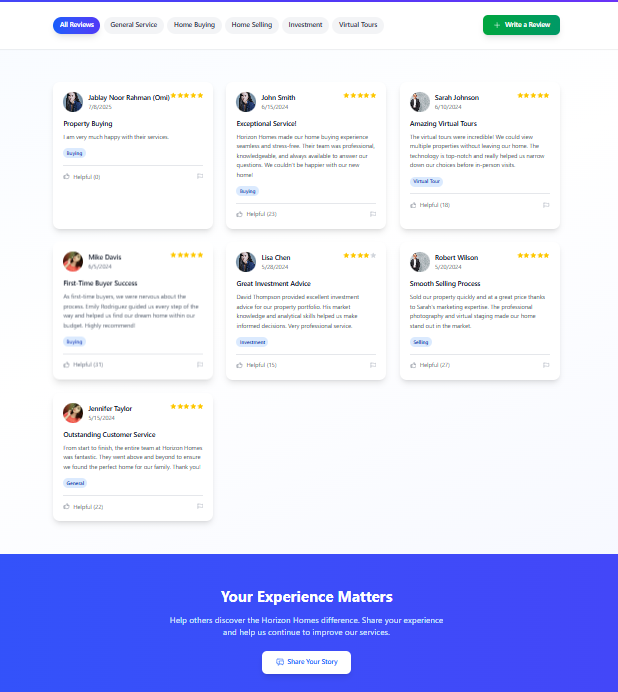 All Reviews
General Service
Home Buying
Home Selling
Investment
Virtual Tours
Write a Review
Jablay Noor Rahman (Omi)
7/8/2025
Property Buying
I am very much happy with their services.
Buying
Helpful (0)
John Smith
6/15/2024
Exceptional Service!
Horizon Homes made our home buying experience
seamless and stress-free. Their team was professional,
knowledgeable, and always available to answer our
questions. We couldn't be happier with our new
home!
Buying
Helpful (23)
Sarah Johnson
6/10/2024
Amazing Virtual Tours
The virtual tours were incredible! We could view
multiple properties without leaving our home. The
technology is top-notch and really helped us narrow
down our choices before in-person visits.
Virtual Tour
Helpful (18)
Mike Davis
6/5/2024
First-Time Buyer Success
As first-time buyers, we were nervous about the
process. Emily Rodriguez guided us every step of the
way and helped us find our dream home within our
budget. Highly recommend!
Buying
Helpful (31)
Lisa Chen
5/28/2024
Great Investment Advice
David Thompson provided excellent investment
advice for our property portfolio. His market
knowledge and analytical skills helped us make
informed decisions. Very professional service.
Investment
Helpful (15)
Robert Wilson
5/20/2024
Smooth Selling Process
Sold our property quickly and at a great price thanks
to Sarah's marketing expertise. The professional
photography and virtual staging made our home
stand out in the market.
Selling
Helpful (27)
Jennifer Taylor
5/15/2024
Outstanding Customer Service
From start to finish, the entire team at Horizon Homes
was fantastic. They went above and beyond to ensure
we found the perfect home for our family. Thank you!
General
Helpful (22)
Your Experience Matters
Help others discover the Horizon Homes difference. Share your experience
and help us continue to improve our services.
Share Your Story